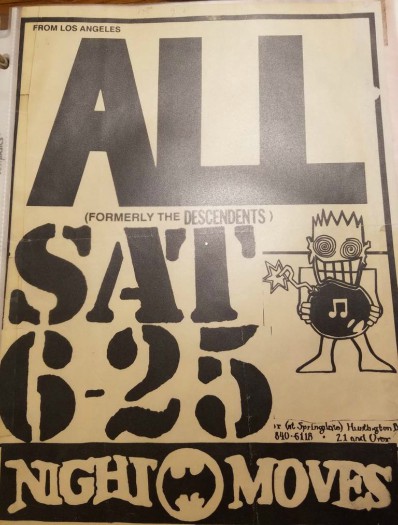 FROM LOS ANGELES
ALL
(FORMERLY THE DESCENDENTS)
SAT
6-25
(at Springdale) Huntington
840-6118 • 21 and Over
NIGHT MOVES